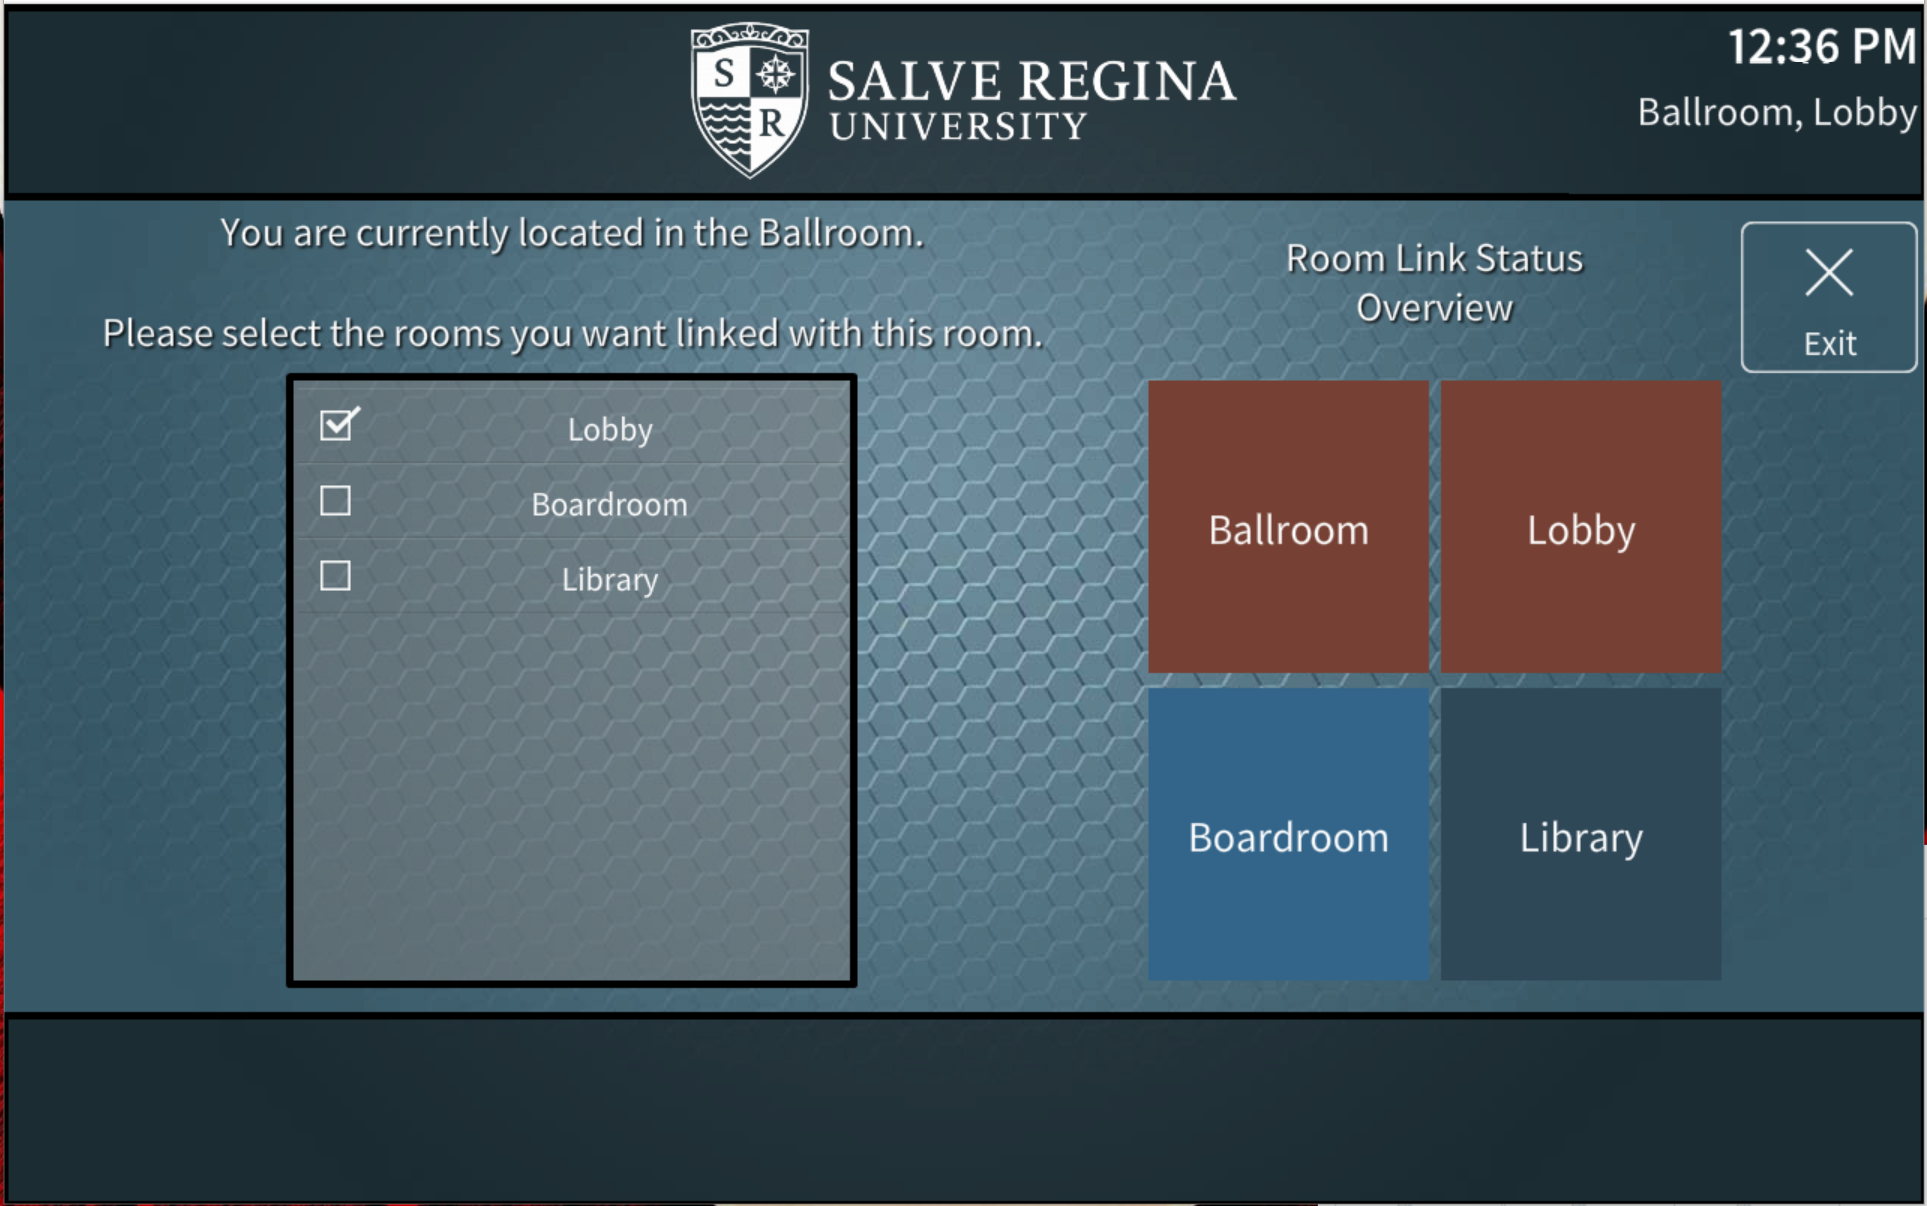 S
R
SALVE REGINA
UNIVERSITY
12:36 PM
Ballroom, Lobby
You are currently located in the Ballroom.
Please select the rooms you want linked with this room.
Lobby
Boardroom
Library
Room Link Status
Overview
Exit
Ballroom
Lobby
Boardroom
Library